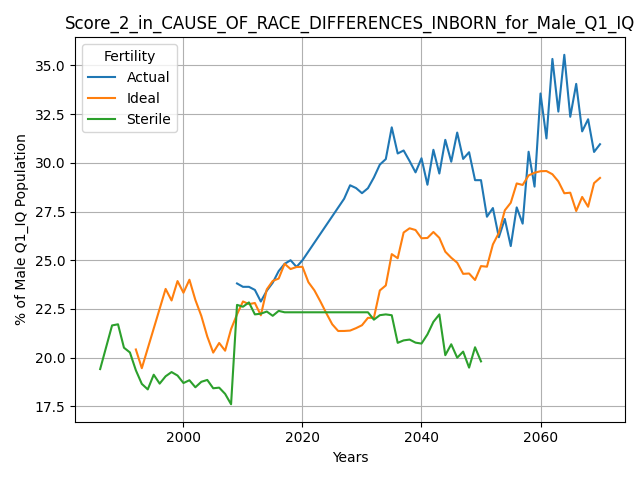 Score_2_in_CAUSE_OF_RACE_DIFFERENCES_INBORN_for_Male_Q1_IQ
Fertility
Actual
Ideal
Sterile
% of Male Q1_IQ Population
35.0
32.5
30.0
27.5
25.0
22.5
20.0
17.5
2000
2020
2040
2060
Years